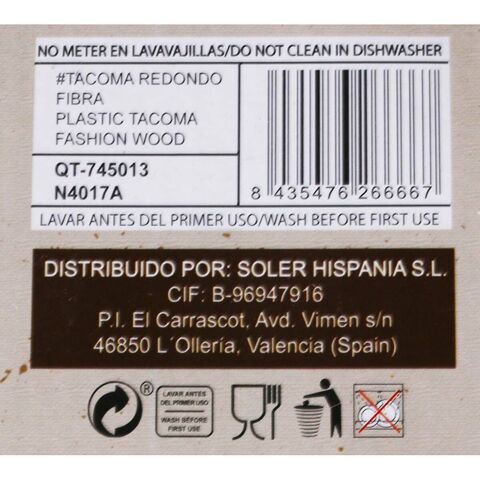 NO METER EN LAVAVAJILLAS/DO NOT CLEAN IN DISHWASHER
#TACOMA REDONDO
FIBRA
PLASTIC TACOMA
FASHION WOOD
QT-745013
N4017A
8 435476 266667
LAVAR ANTES DEL PRIMER USO/WASH BEFORE FIRST USE
DISTRIBUIDO POR: SOLER HISPANIA S.L.
CIF: B-96947916
P.I. El Carrascot, Avd. Vimen s/n
46850 L´Ollería, Valencia (Spain)
®
LAVAR ANTES
DEL PRIMER USO
WASH BEFORE
FIRST USE